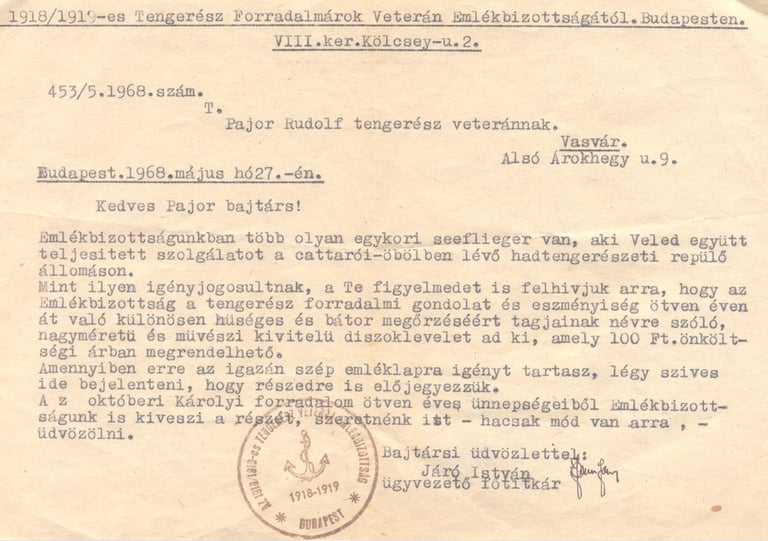 1918/1919-es Tengerész Forradalmárok Veterán Emlékbizottságától.Budapesten.
VIII.ker.Kölcsey-u.2.
453/5.1968.szám.
T.
Pajor Rudolf tengerész veteránnak.
Vasvár.
Alsó Árokhegy u.9.
Budapest.1968.május hó27.-én.
Kedves Pajor bajtárs!
Emlékbizottságunkban több olyan egykori seeflieger van, aki Veled együtt
teljesitett szolgálatot a cattarói-öbölben lévő hadtengerészeti repülő
állomáson.
Mint ilyen igényjogosultnak, a Te figyelmedet is felhivjuk arra, hogy az
Emlékbizottság a tengerész forradalmi gondolat és eszményiség ötven éven
át való különösen hüséges és bátor megőrzéséért tagjainak névre szóló,
nagyméretü és müvészi kivitelü diszoklevelet ad ki, amely 100 Ft.önkölt-
ségi árban megrendelhető.
Amennyiben erre az igazán szép emléklapra igényt tartasz, légy szives
ide bejelenteni, hogy részedre is előjegyezzük.
A z októberi Károlyi forradalom ötven éves ünnepségeiből Emlékbizott-
ságunk is kiveszi a részét, szeretnénk itt - hacsak mód van arra , -
üdvözölni.
Bajtársi üdvözlettel:
Járó István
ügyvezető főtitkár
AZ 1918/1919-es TENGERÉSZ VETERÁN EMLÉKBIZOTTSÁG
1918-1919
BUDAPEST